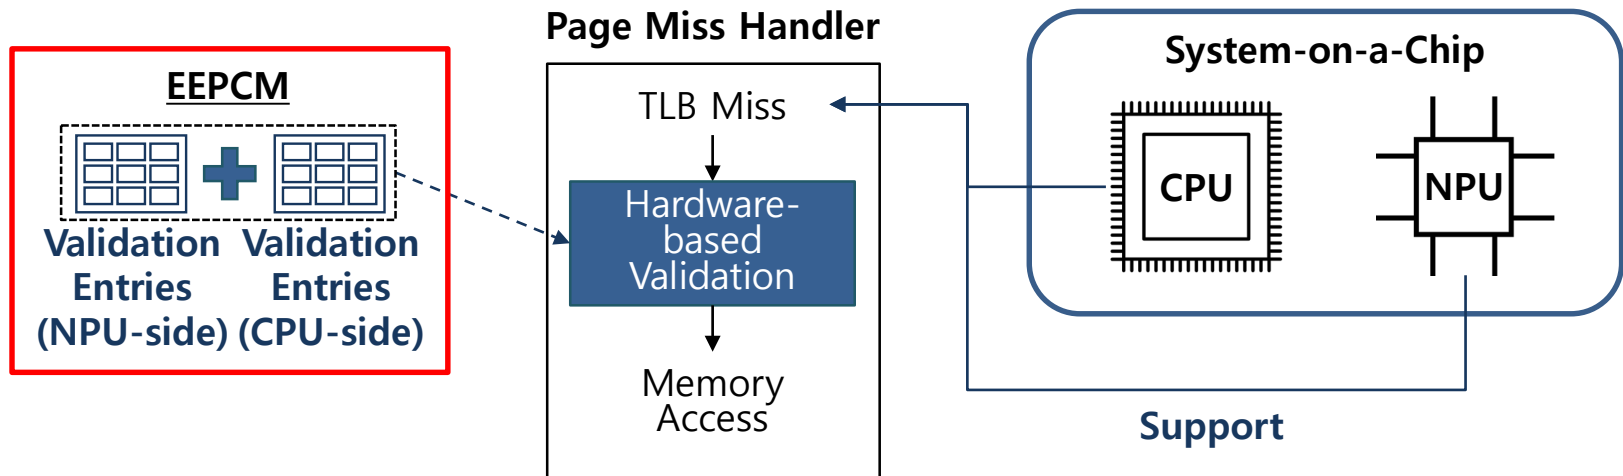 Page Miss Handler
EEPCM
Validation
Entries
(NPU-side)
Validation
Entries
(CPU-side)
TLB Miss
Hardware-
based
Validation
Memory
Access
System-on-a-Chip
CPU
NPU
Support